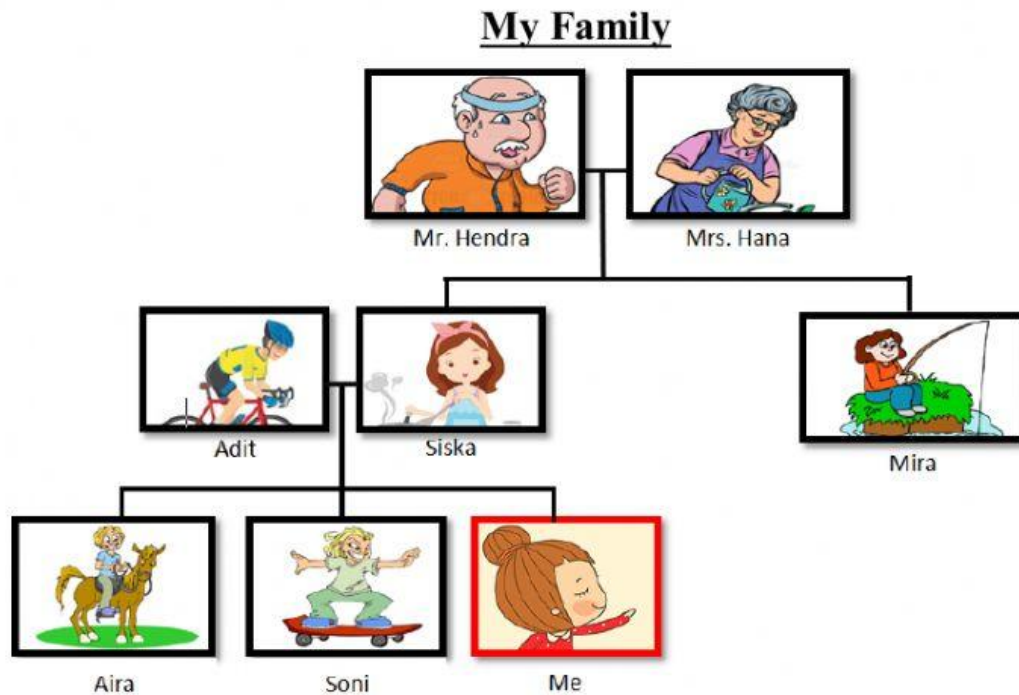 My Family
Mr. Hendra
Mrs. Hana
Adit
Siska
Mira
Aira
Soni
Me